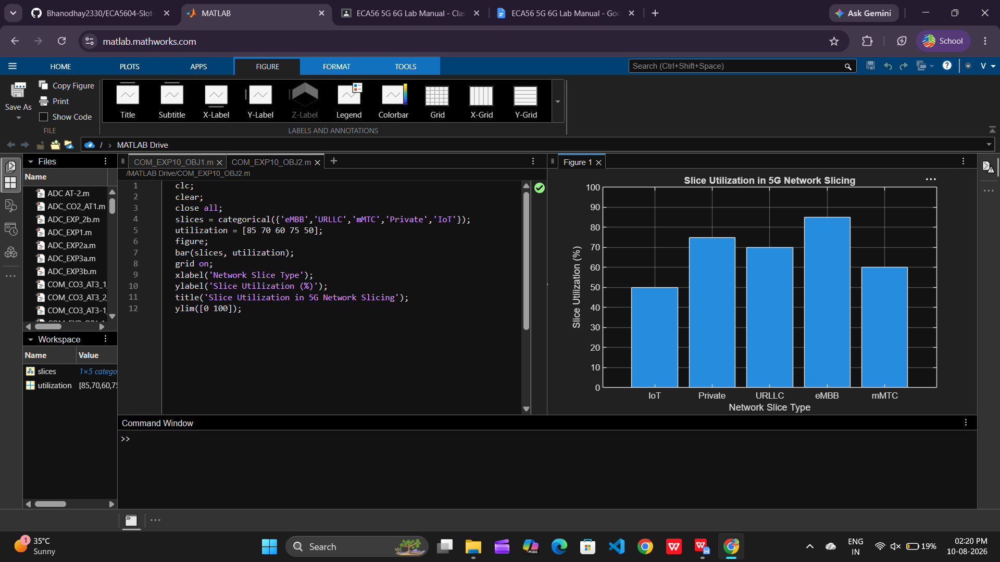 Bhanodhay2330/ECA5604-Slot-
MATLAB
ECA56 5G 6G Lab Manual - Clas
ECA56 5G 6G Lab Manual - Goo
Ask Gemini
matlab.mathworks.com
School
HOME
PLOTS
APPS
FIGURE
FORMAT
TOOLS
Search (Ctrl+Shift+Space)
V
Save As
Copy Figure
Print
Show Code
FILE
Title
Subtitle
X-Label
Y-Label
Z-Label
Legend
Colorbar
Grid
X-Grid
Y-Grid
LABELS AND ANNOTATIONS
/ › MATLAB Drive
Files
Name
ADC AT-2.m
ADC_CO2_AT1.m
ADC_EXP_2b.m
ADC_EXP1.m
ADC_EXP2a.m
ADC_EXP3a.m
ADC_EXP3b.m
COM_CO3_AT3_1_
COM_CO3_AT3_2_
COM_CO3_AT3-1_
Workspace
Name Value
slices 1×5 catego
utilization [85,70,60,75
COM_EXP10_OBJ1.m
COM_EXP10_OBJ2.m
/MATLAB Drive/COM_EXP10_OBJ2.m
1 clc;
2 clear;
3 close all;
4 slices = categorical({'eMBB','URLLC','mMTC','Private','IoT'});
5 utilization = [85 70 60 75 50];
6 figure;
7 bar(slices, utilization);
8 grid on;
9 xlabel('Network Slice Type');
10 ylabel('Slice Utilization (%)');
11 title('Slice Utilization in 5G Network Slicing');
12 ylim([0 100]);
Figure 1
Slice Utilization in 5G Network Slicing
100
90
80
70
60
50
40
30
20
10
0
Slice Utilization (%)
IoT
Private
URLLC
eMBB
mMTC
Network Slice Type
Command Window
>>
1
35°C
Sunny
Search
M365
ENG
IN
19%
02:20 PM
10-08-2026